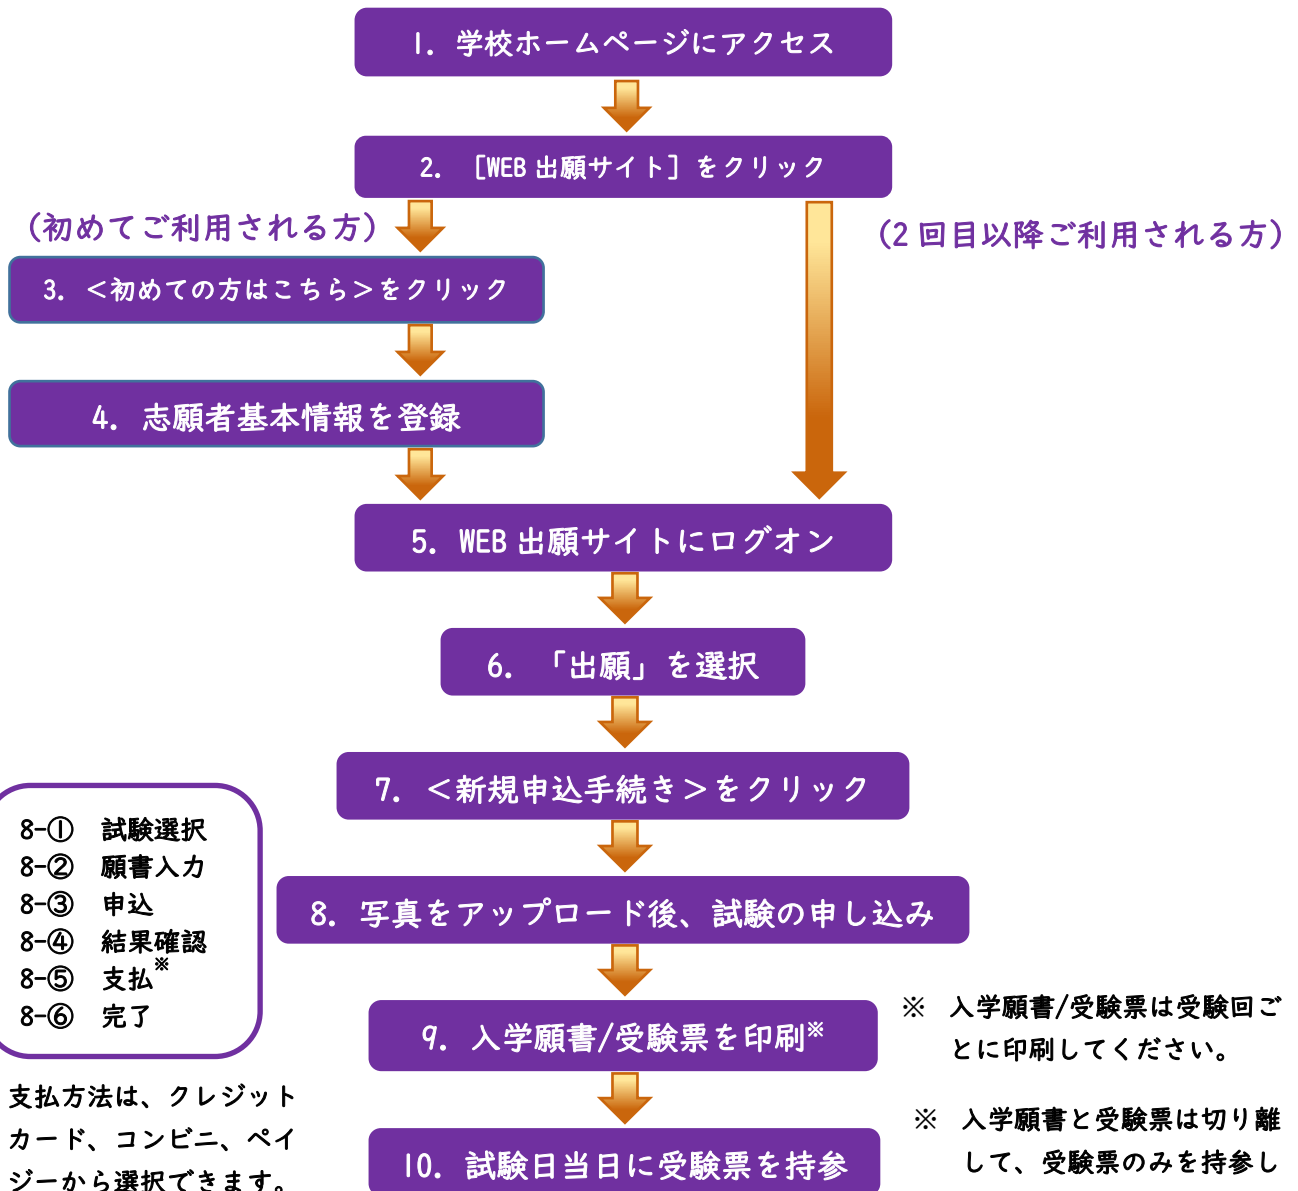 1. 学校ホームページにアクセス
2. ［WEB 出願サイト］をクリック
（初めてご利用される方）
（2 回目以降ご利用される方）
3. ＜初めての方はこちら＞をクリック
4. 志願者基本情報を登録
5. WEB 出願サイトにログオン
6. 「出願」を選択
7. ＜新規申込手続き＞をクリック
8-① 試験選択
8-② 願書入力
8-③ 申込
8-④ 結果確認
8-⑤ 支払※
8-⑥ 完了
8. 写真をアップロード後、試験の申し込み
9. 入学願書/受験票を印刷※
※ 入学願書/受験票は受験回ご
とに印刷してください。
支払方法は、クレジット
カード、コンビニ、ペイ
ジーから選択できます。
※ 入学願書と受験票は切り離
して、受験票のみを持参し
10. 試験日当日に受験票を持参